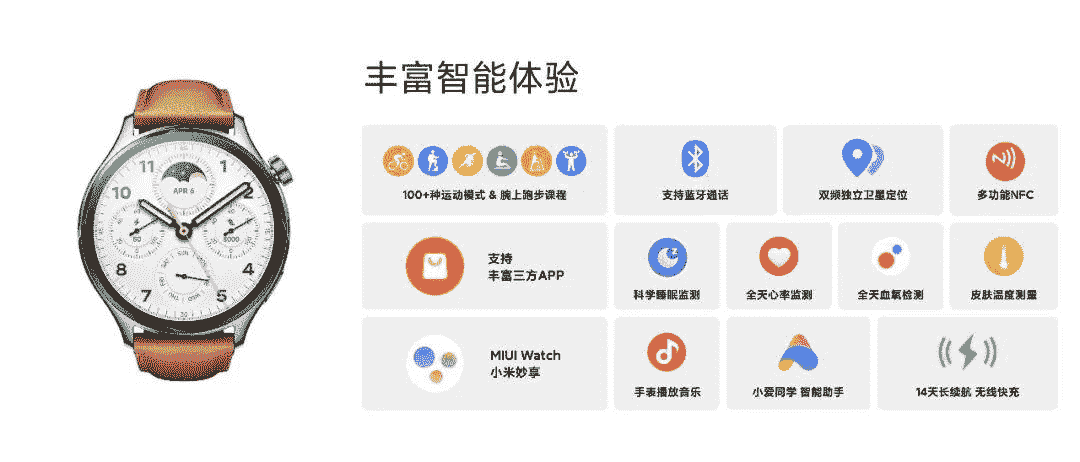 丰富智能体验
100+种运动模式 & 腕上跑步课程
支持蓝牙通话
双频独立卫星定位
多功能NFC
支持
丰富三方APP
科学睡眠监测
全天心率监测
全天血氧检测
皮肤温度测量
MIUI Watch
小米妙享
手表播放音乐
小爱同学 智能助手
14天长续航 无线快充
11
1
10
2
8
4
7
5
APR 6
60
8000
SUN